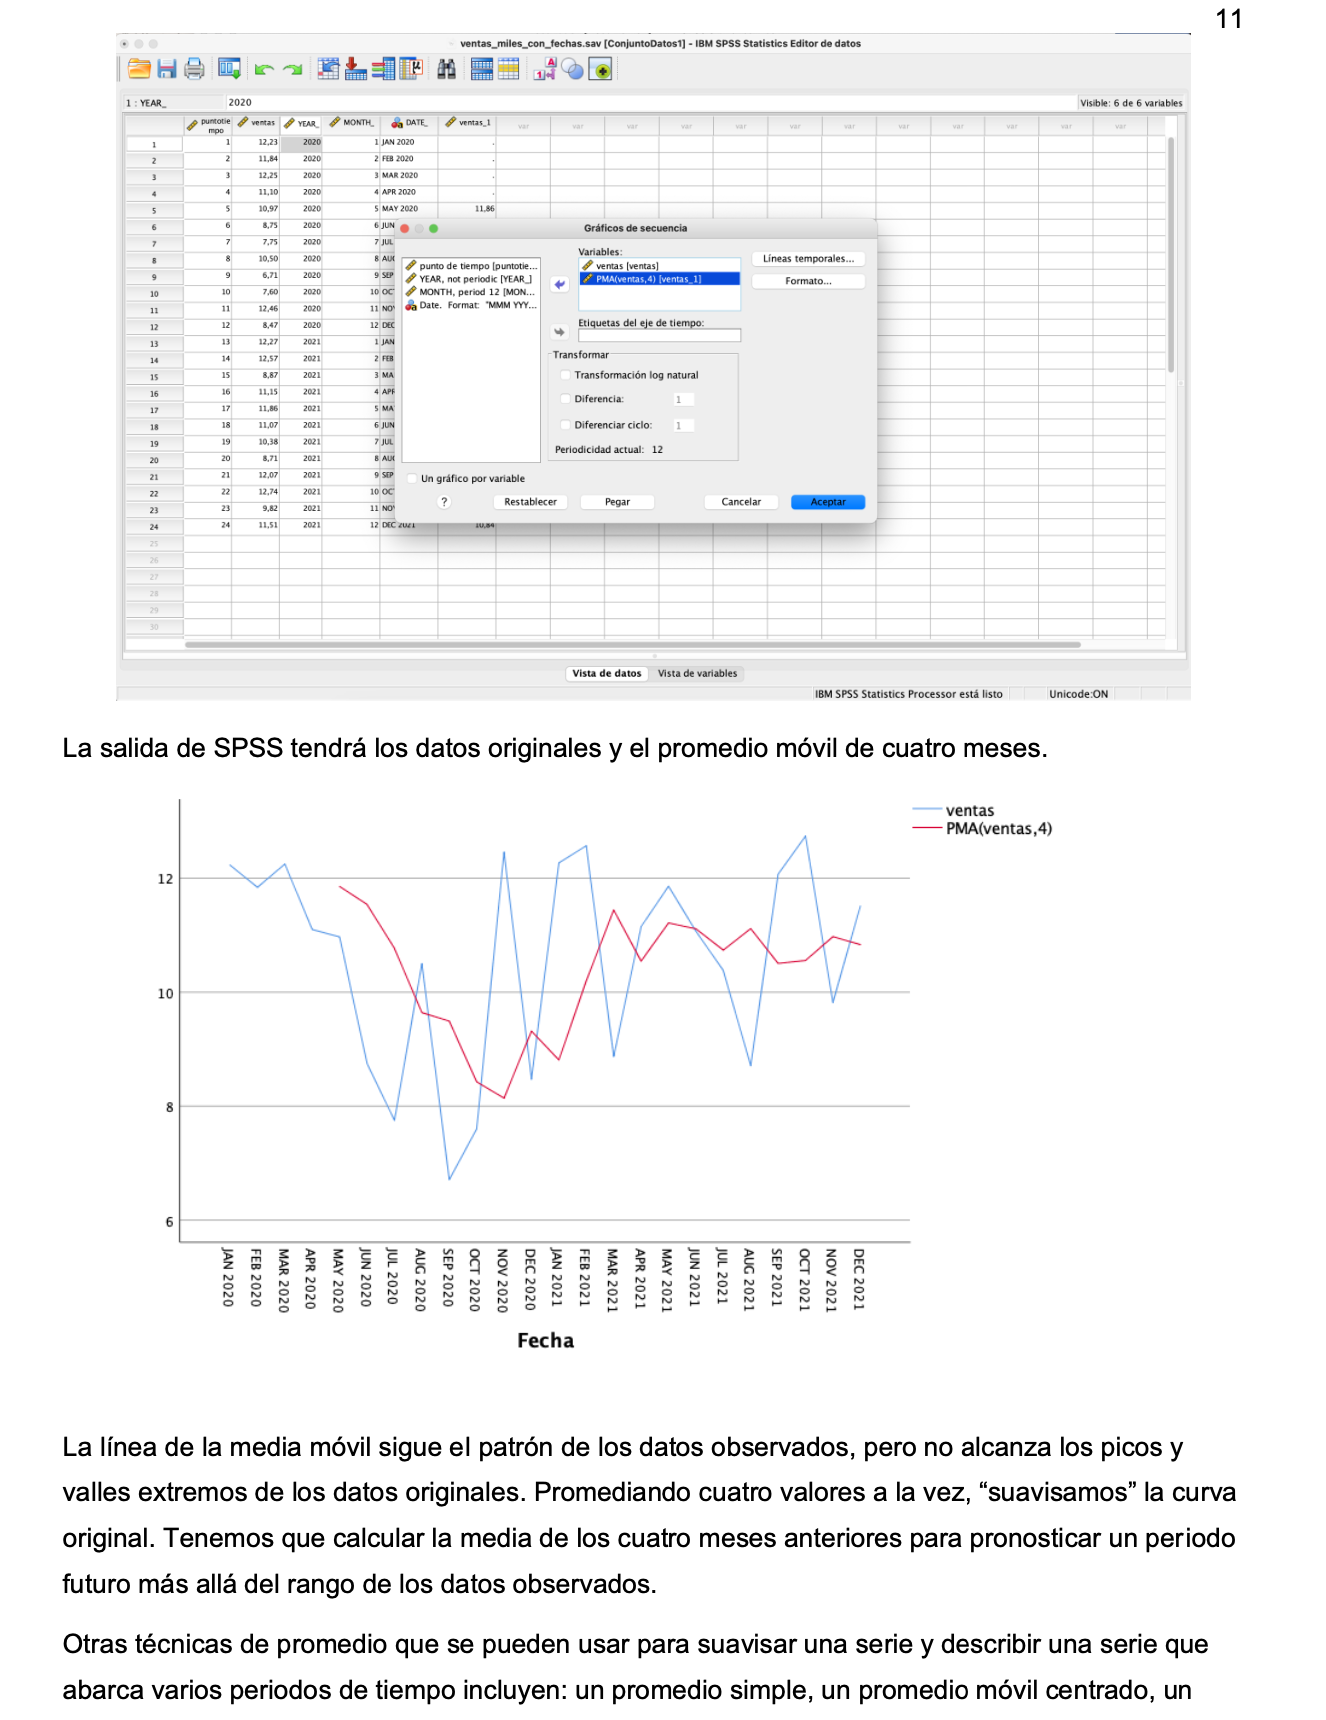 11
ventas_miles_con_fechas.sav [ConjuntoDatos1] - IBM SPSS Statistics Editor de datos
1 : YEAR_ 2020 Visible: 6 de 6 variables
puntotiempo ventas YEAR_ MONTH_ DATE_ ventas_1 var var var var var var var var var var var var
1 1 12,23 2020 1 JAN 2020 .
2 2 11,84 2020 2 FEB 2020 .
3 3 12,25 2020 3 MAR 2020 .
4 4 11,10 2020 4 APR 2020 .
5 5 10,97 2020 5 MAY 2020 11,86
6 6 8,75 2020 6 JUN
7 7 7,75 2020 7 JUL
8 8 10,50 2020 8 AU
9 9 6,71 2020 9 SEP
10 10 7,60 2020 10 OC
11 11 12,46 2020 11 NO
12 12 8,47 2020 12 DEC
13 13 12,27 2021 1 JAN
14 14 12,57 2021 2 FEB
15 15 8,87 2021 3 MA
16 16 11,15 2021 4 APR
17 17 11,86 2021 5 MA
18 18 11,07 2021 6 JUN
19 19 10,38 2021 7 JUL
20 20 8,71 2021 8 AU
21 21 12,07 2021 9 SEP
22 22 12,74 2021 10 OC
23 23 9,82 2021 11 NO
24 24 11,51 2021 12 DEC 2021 10,84
25
26
27
28
29
30
Gráficos de secuencia
punto de tiempo [puntotie...
YEAR, not periodic [YEAR_]
MONTH, period 12 [MON...
Date. Format: "MMM YYY...
Variables:
ventas [ventas]
PMA(ventas,4) [ventas_1]
Etiquetas del eje de tiempo:
Transformar
Transformación log natural
Diferencia: 1
Diferenciar ciclo: 1
Periodicidad actual: 12
Líneas temporales...
Formato...
Un gráfico por variable
? Restablecer Pegar Cancelar Aceptar
Vista de datos Vista de variables
IBM SPSS Statistics Processor está listo Unicode:ON
La salida de SPSS tendrá los datos originales y el promedio móvil de cuatro meses.
ventas
PMA(ventas,4)
12
10
8
6
JAN 2020
FEB 2020
MAR 2020
APR 2020
MAY 2020
JUN 2020
JUL 2020
AUG 2020
SEP 2020
OCT 2020
NOV 2020
DEC 2020
JAN 2021
FEB 2021
MAR 2021
APR 2021
MAY 2021
JUN 2021
JUL 2021
AUG 2021
SEP 2021
OCT 2021
NOV 2021
DEC 2021
Fecha
La línea de la media móvil sigue el patrón de los datos observados, pero no alcanza los picos y
valles extremos de los datos originales. Promediando cuatro valores a la vez, “suavisamos” la curva
original. Tenemos que calcular la media de los cuatro meses anteriores para pronosticar un periodo
futuro más allá del rango de los datos observados.
Otras técnicas de promedio que se pueden usar para suavisar una serie y describir una serie que
abarca varios periodos de tiempo incluyen: un promedio simple, un promedio móvil centrado, un